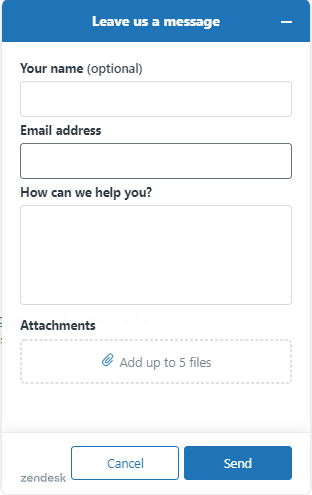 Leave us a message
Your name (optional)
Email address
How can we help you?
Attachments
Add up to 5 files
zendesk
Cancel
Send